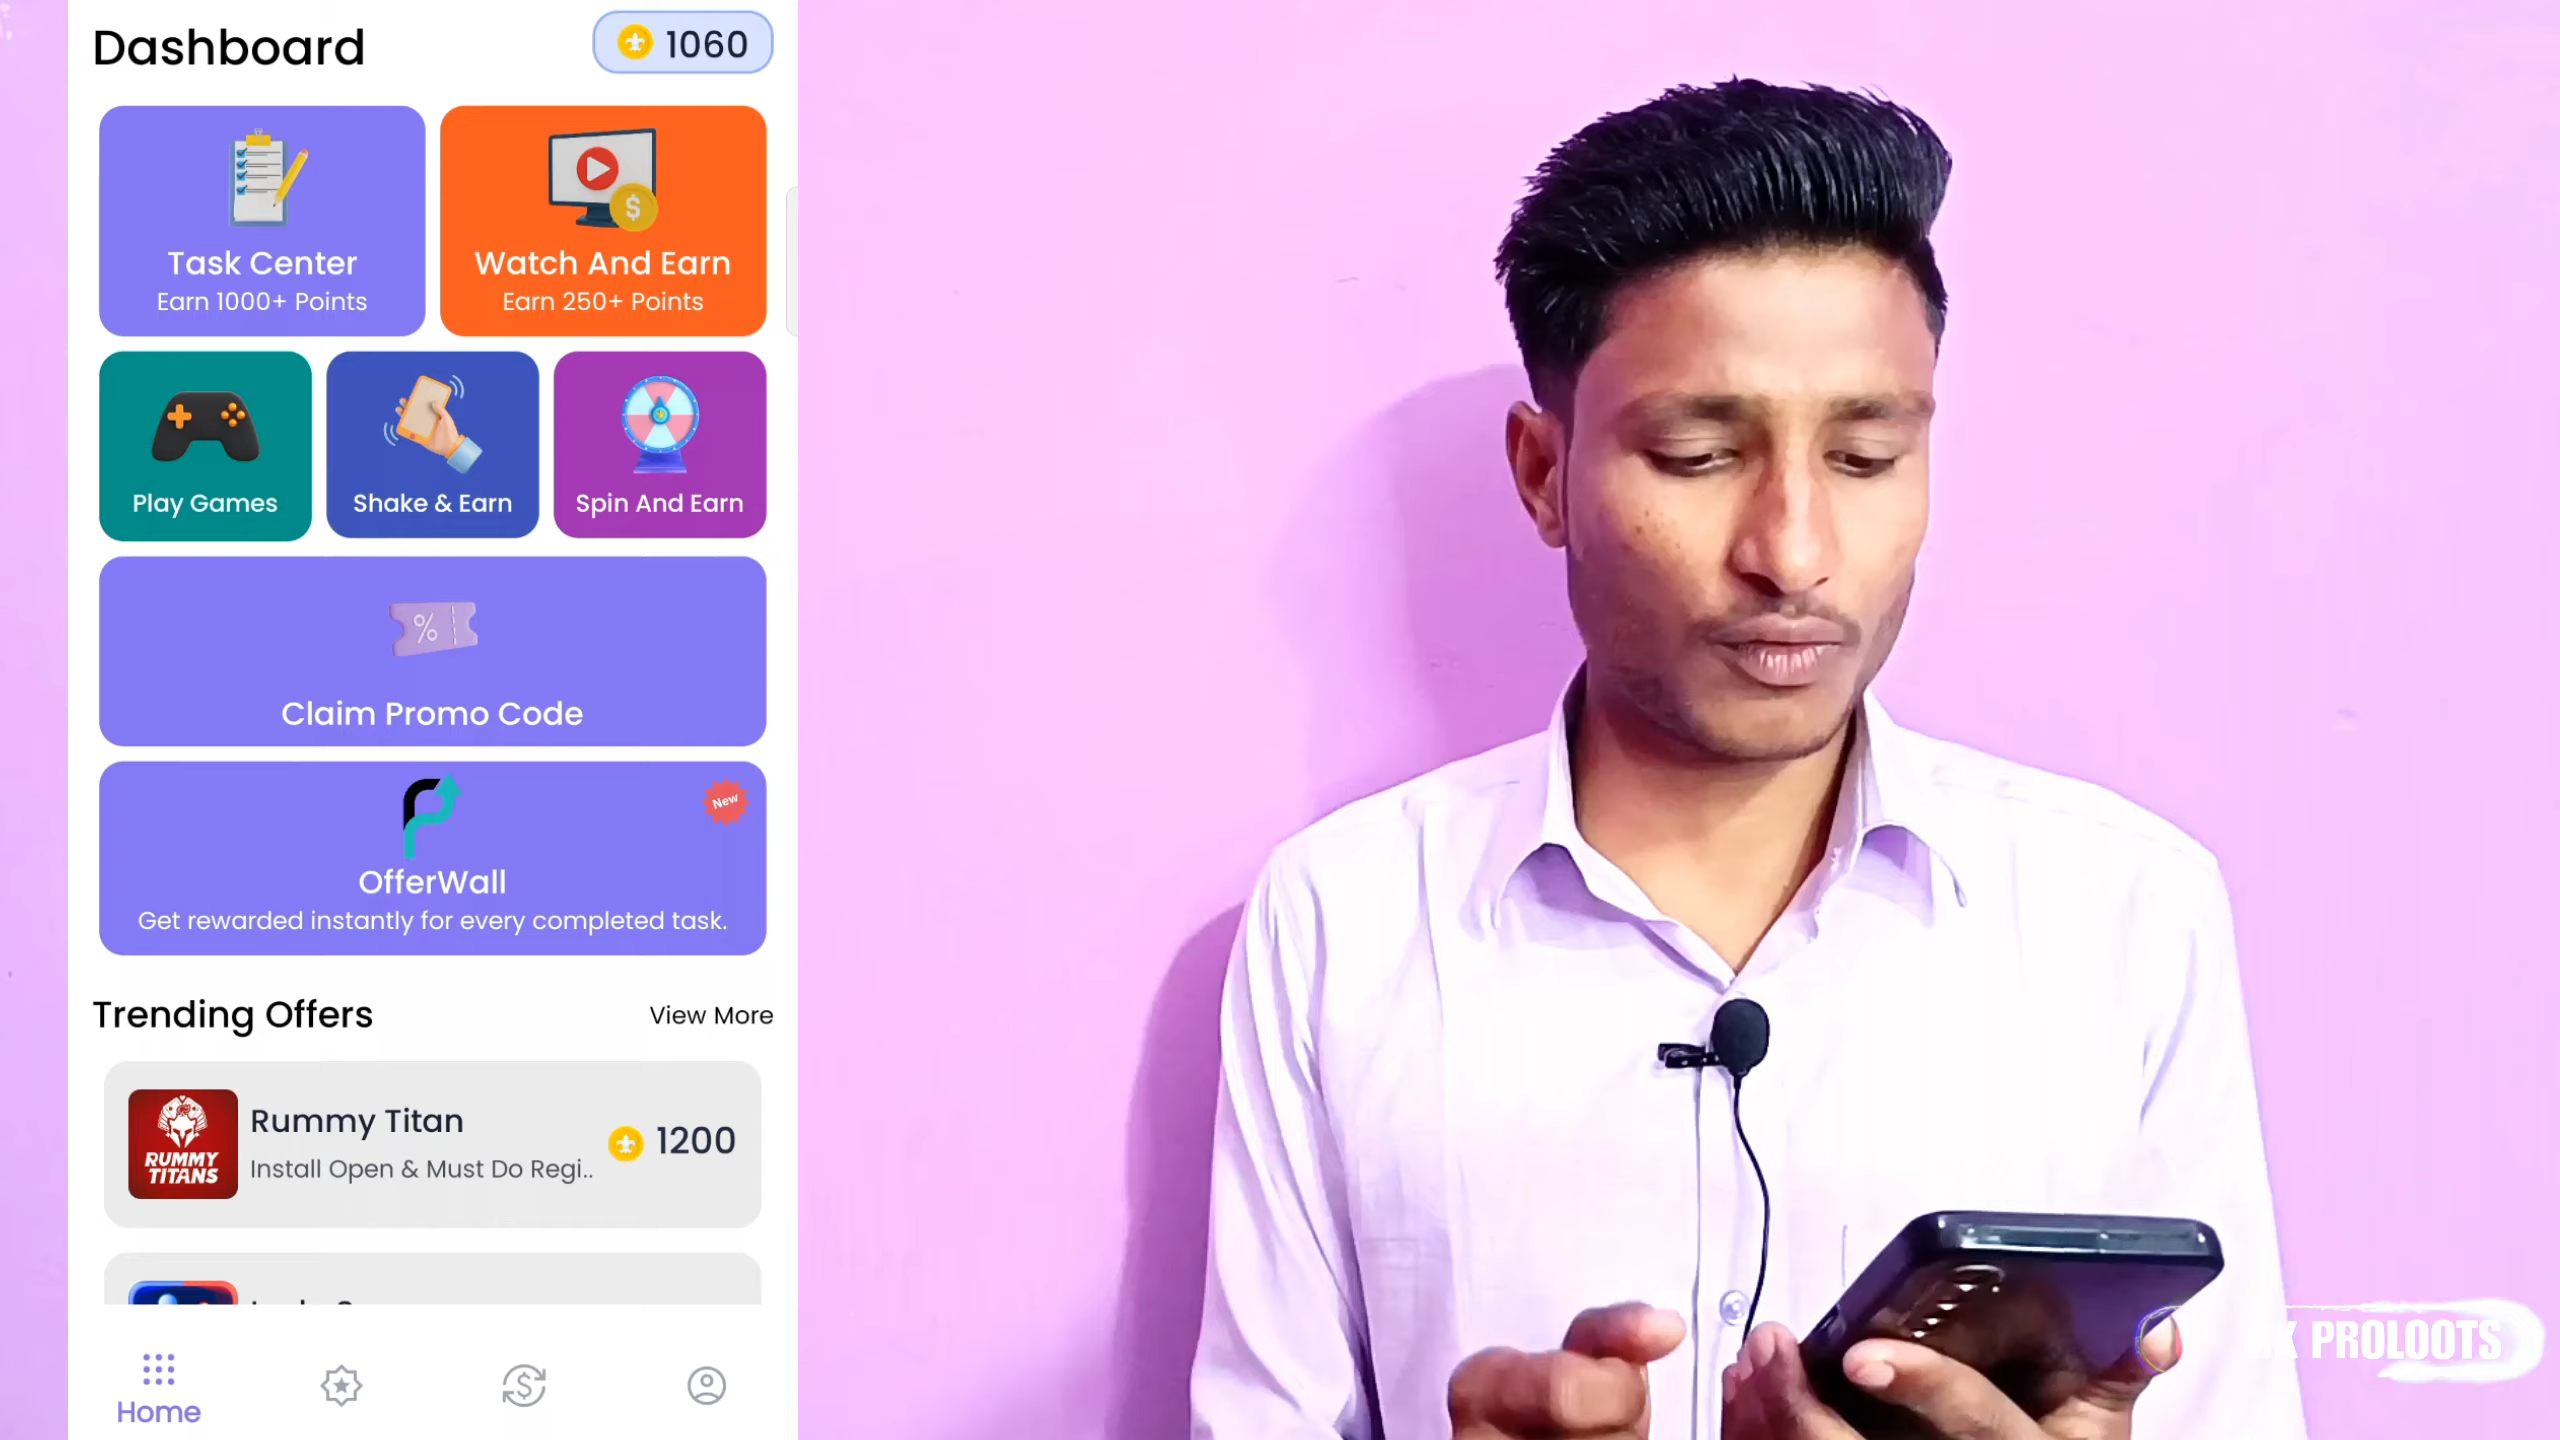 Dashboard
1060
Task Center
Earn 1000+ Points
Watch And Earn
Earn 250+ Points
$
Play Games
Shake & Earn
Spin And Earn
%
Claim Promo Code
New
OfferWall
Get rewarded instantly for every completed task.
Trending Offers
View More
RUMMY
TITANS
Rummy Titan
Install Open & Must Do Regi..
1200
Home
$
PROLOOTS